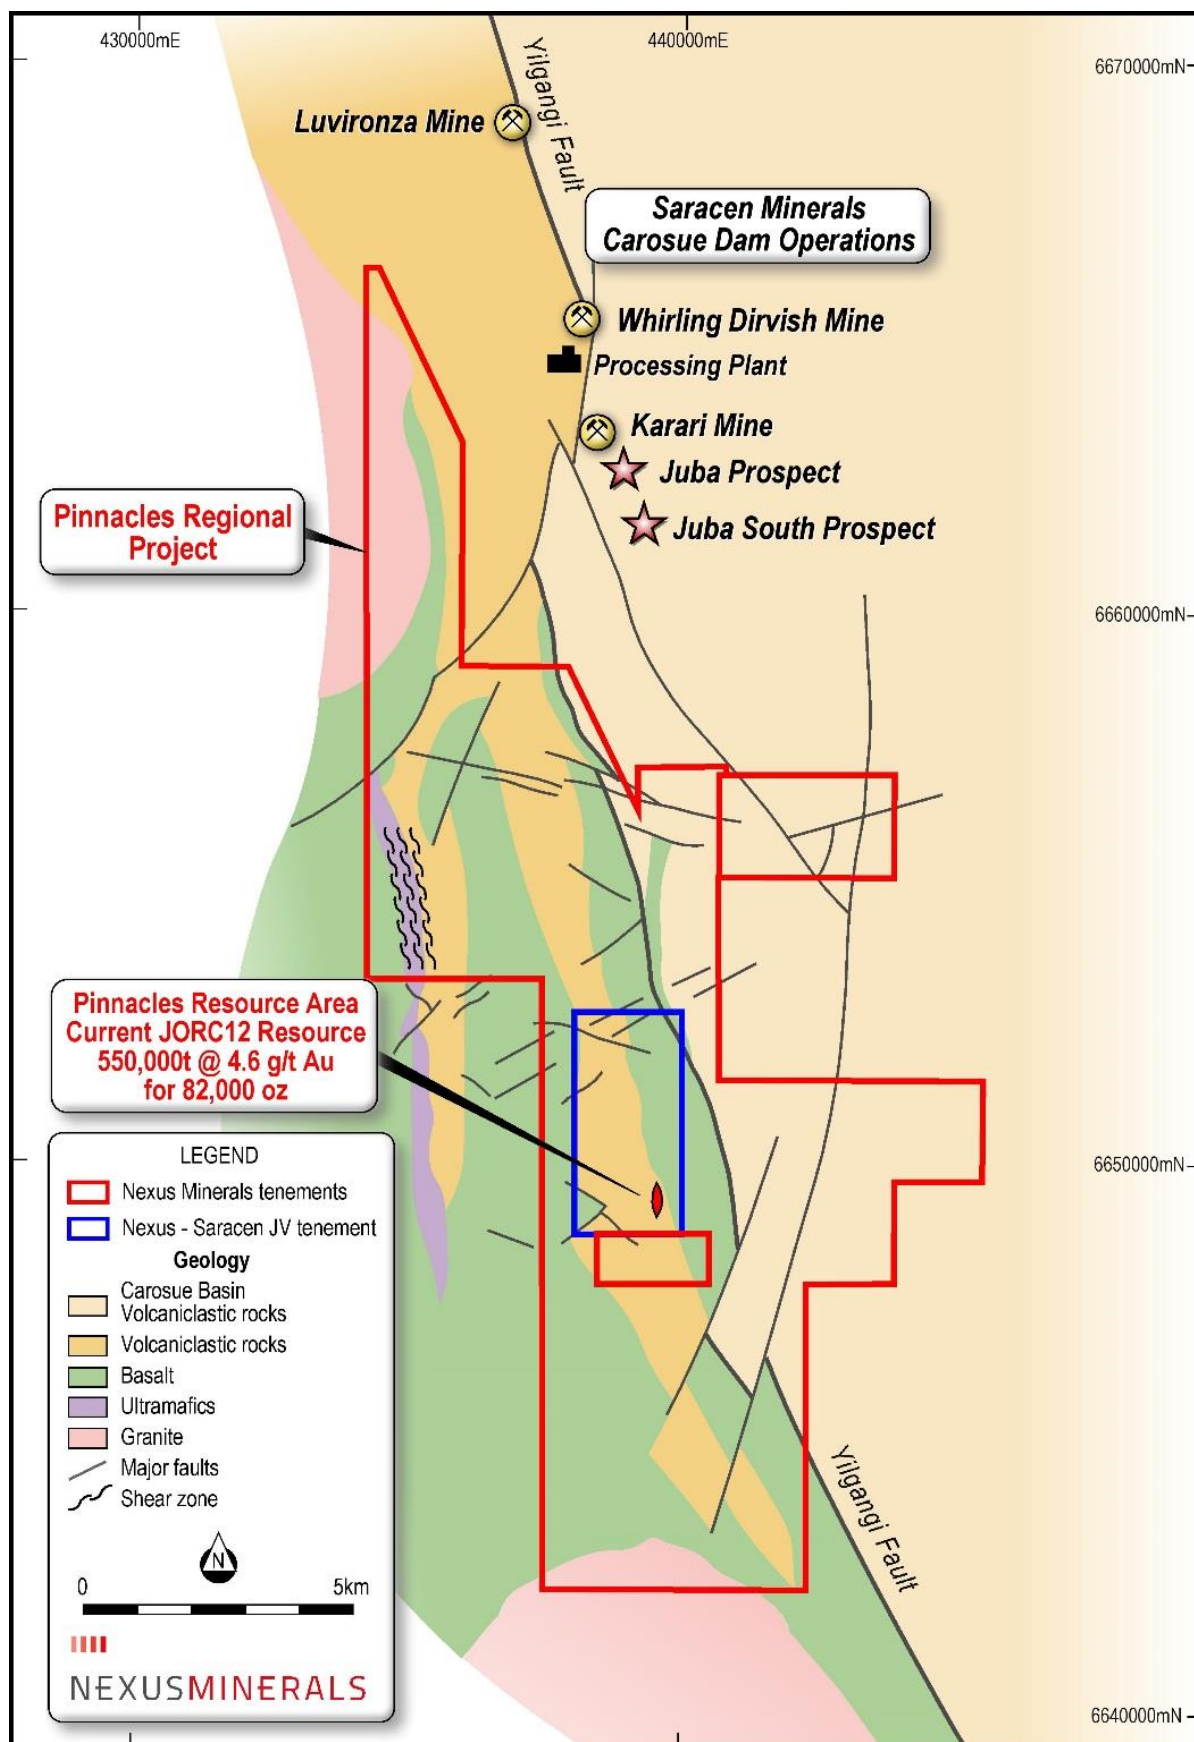 430000mE
440000mE
6670000mN
Yilgangi Fault
Luvironza Mine
Saracen Minerals
Carosue Dam Operations
Whirling Dirvish Mine
Processing Plant
Karari Mine
Juba Prospect
Juba South Prospect
Pinnacles Regional
Project
6660000mN
Pinnacles Resource Area
Current JORC12 Resource
550,000t @ 4.6 g/t Au
for 82,000 oz
6650000mN
LEGEND
Nexus Minerals tenements
Nexus - Saracen JV tenement
Geology
Carosue Basin
Volcaniclastic rocks
Volcaniclastic rocks
Basalt
Ultramafics
Granite
Major faults
Shear zone
N
0 5km
NEXUSMINERALS
Yilgangi Fault
6640000mN